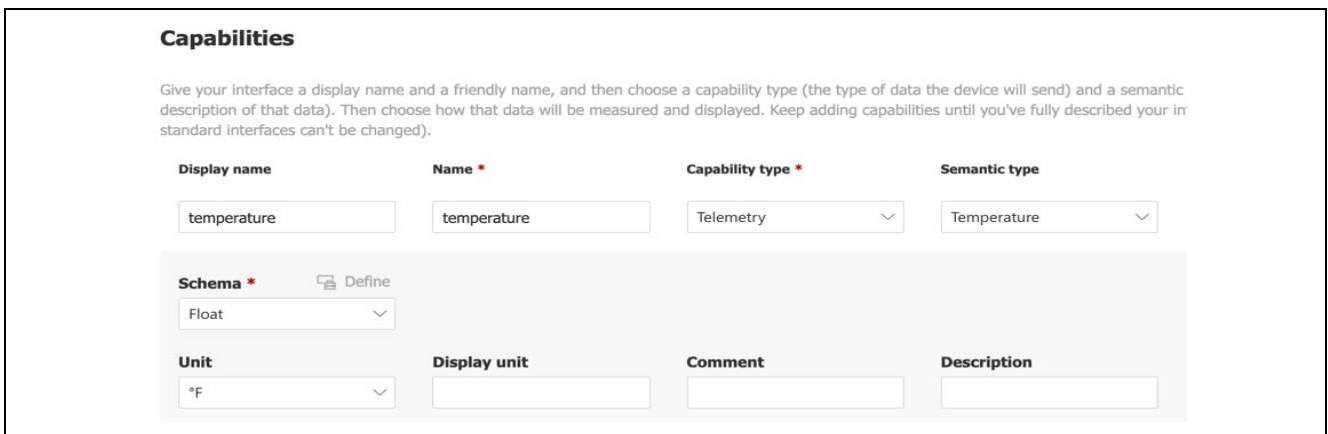 Capabilities
Give your interface a display name and a friendly name, and then choose a capability type (the type of data the device will send) and a semantic
description of that data). Then choose how that data will be measured and displayed. Keep adding capabilities until you've fully described your in
standard interfaces can't be changed).
Display name Name * Capability type * Semantic type
temperature temperature Telemetry Temperature
Schema * Define
Float
Unit Display unit Comment Description
°F